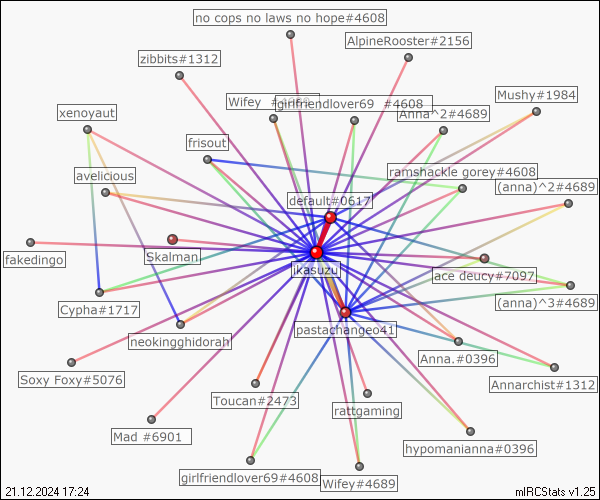 no cops no laws no hope#4608
AlpineRooster#2156
zibbits#1312
Mushy#1984
Wifey
girlfriendlover69 #4608
xenoyaut
Anna^2#4689
frisout
avelicious
ramshackle gorey#4608
(anna)^2#4689
default#0617
fakedingo
Skalman
ikasuzu
ace deucy#7097
Cypha#1717
(anna)^3#4689
neokingghidorah
pastachangeo41
Anna.#0396
Soxy Foxy#5076
Annarchist#1312
Toucan#2473
rattgaming
Mad #6901
hypomanianna#0396
girlfriendlover69#4608
Wifey#4689
21.12.2024 17:24
mIRCStats v1.25